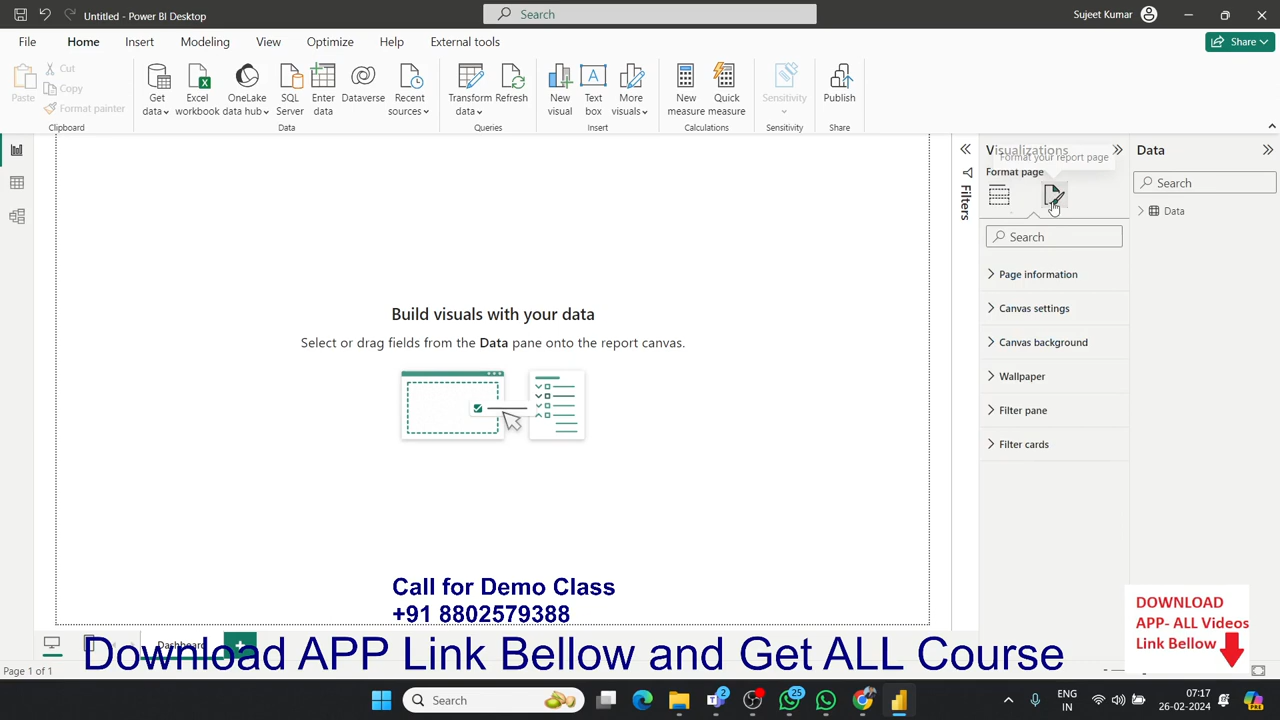 Untitled - Power BI Desktop
Search
Sujeet Kumar
File Home Insert Modeling View Optimize Help External tools
Share
Paste
Cut
Copy
Format painter
Clipboard
Get data
Excel workbook
OneLake data hub
SQL Server
Enter data
Dataverse
Recent sources
Data
Transform data
Refresh
Queries
New visual
Text box
More visuals
Insert
New measure
Quick measure
Calculations
Sensitivity
Sensitivity
Publish
Share
Filters
Visualizations
Format your report page
Format page
Search
Page information
Canvas settings
Canvas background
Wallpaper
Filter pane
Filter cards
Data
Search
Data
Build visuals with your data
Select or drag fields from the Data pane onto the report canvas.
Call for Demo Class
+91 8802579388
Dashboard
Download APP Link Bellow and Get ALL Course
DOWNLOAD
APP- ALL Videos
Link Bellow
Page 1 of 1
Search
2
25
ENG
IN
07:17
26-02-2024